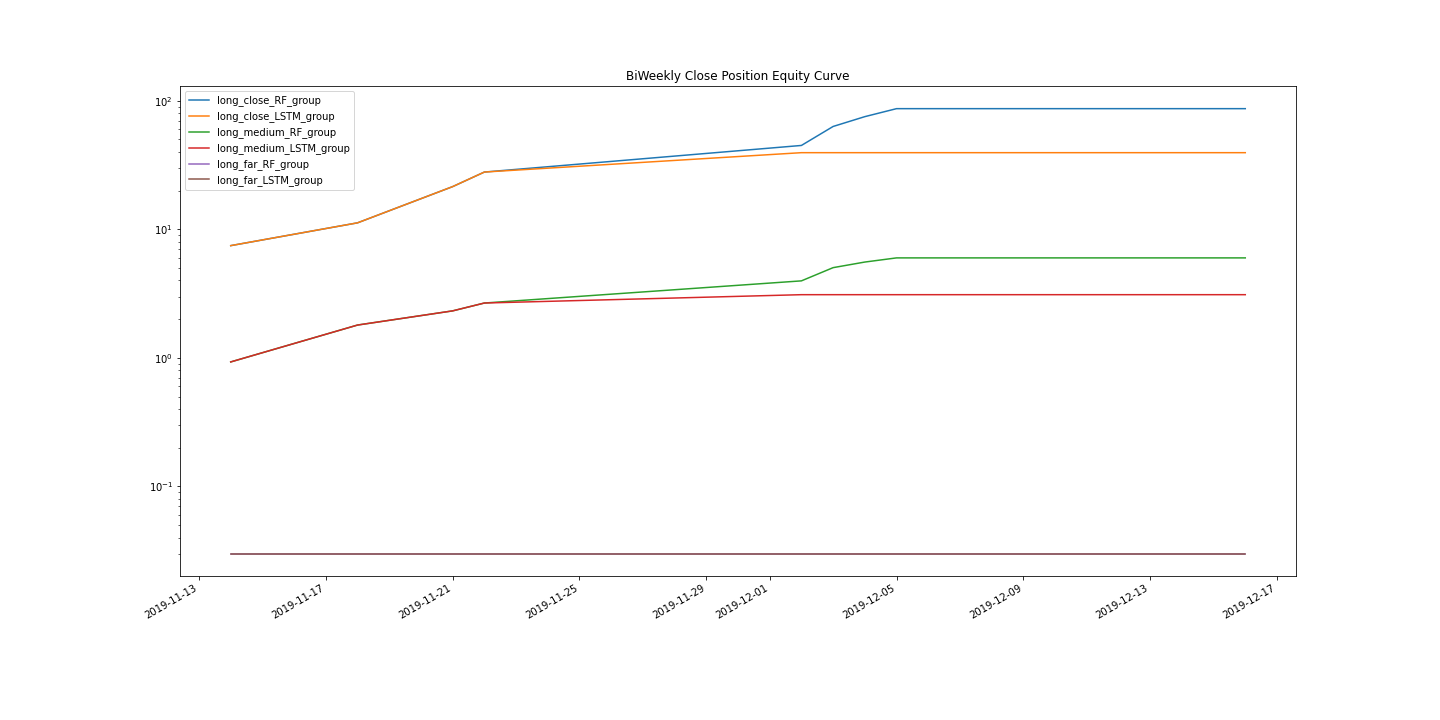 BiWeekly Close Position Equity Curve
long_close_RF_group
long_close_LSTM_group
long_medium_RF_group
long_medium_LSTM_group
long_far_RF_group
long_far_LSTM_group
10²
10¹
10⁰
10⁻¹
2019-11-13
2019-11-17
2019-11-21
2019-11-25
2019-11-29
2019-12-01
2019-12-05
2019-12-09
2019-12-13
2019-12-17